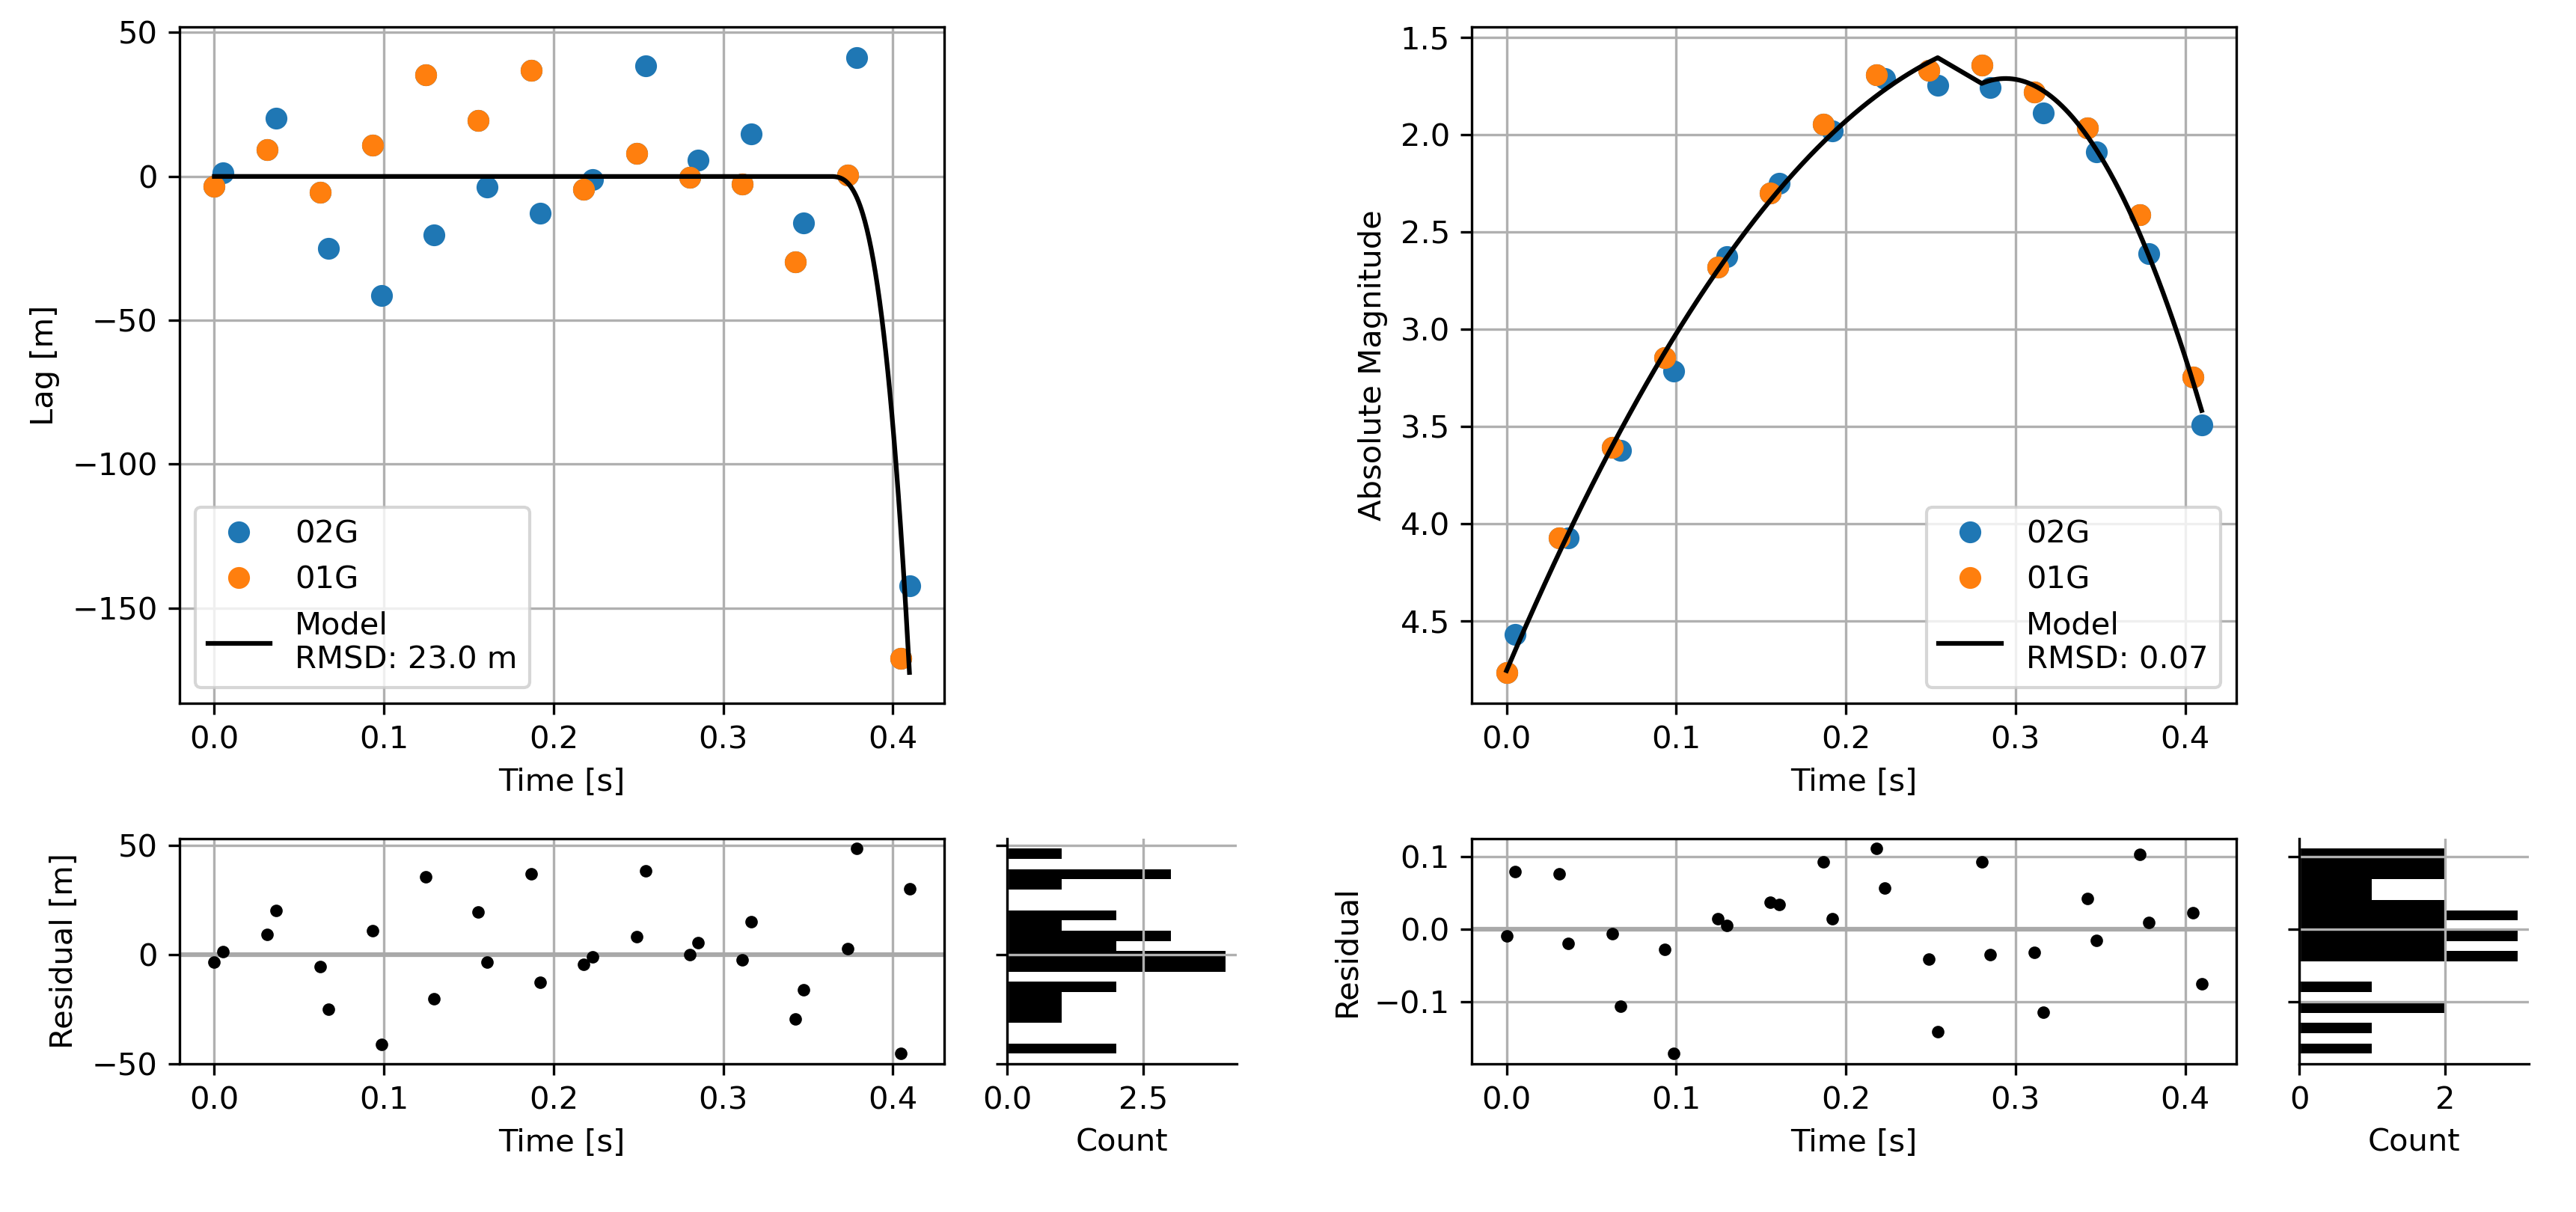 50
0
−50
−100
−150
Lag [m]
02G
01G
Model
RMSD: 23.0 m
0.0 0.1 0.2 0.3 0.4
Time [s]
1.5
2.0
2.5
3.0
3.5
4.0
4.5
Absolute Magnitude
02G
01G
Model
RMSD: 0.07
0.0 0.1 0.2 0.3 0.4
Time [s]
50
0
−50
Residual [m]
0.0 0.1 0.2 0.3 0.4
Time [s]
0.0 2.5
Count
0.1
0.0
−0.1
Residual
0.0 0.1 0.2 0.3 0.4
Time [s]
0 2
Count